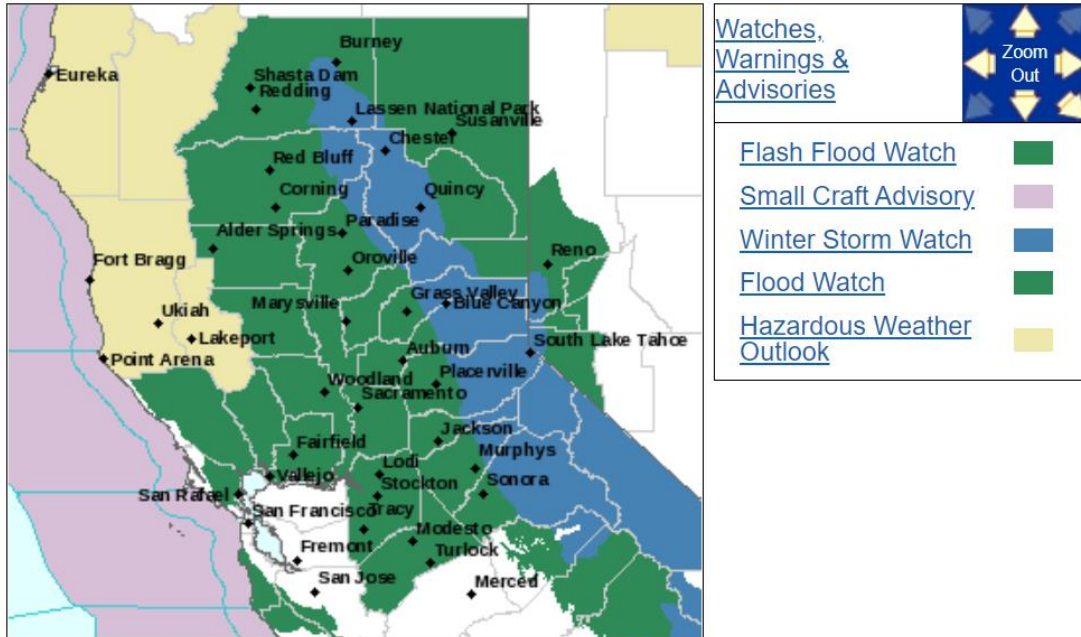 Burney
Eureka
Shasta Dam
Redding
Lassen National Park
Susanville
Chester
Red Bluff
Corning
Quincy
Paradise
Alder Springs
Reno
Fort Bragg
Oroville
Marysville
Grass Valley
Blue Canyon
Ukiah
Lakeport
South Lake Tahoe
Point Arena
Auburn
Placerville
Woodland
Sacramento
Jackson
Fairfield
Murphys
Lodi
Vallejo
Stockton
Sonora
San Rafael
Tracy
San Francisco
Modesto
Fremont
Turlock
San Jose
Merced
Watches,
Warnings &
Advisories
Zoom
Out
Flash Flood Watch
Small Craft Advisory
Winter Storm Watch
Flood Watch
Hazardous Weather
Outlook